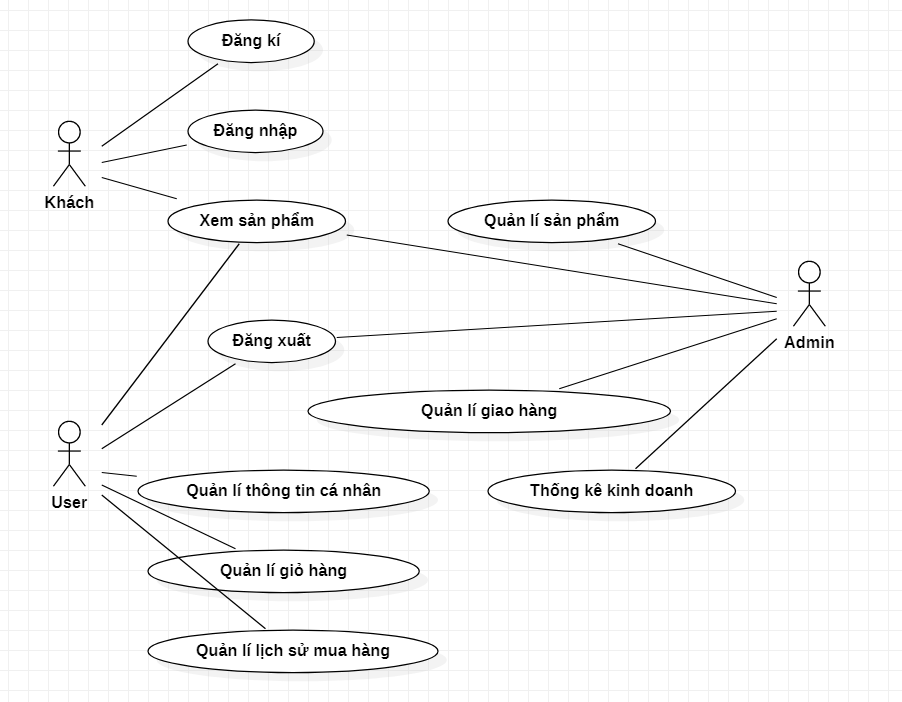 Đăng kí
Đăng nhập
Khách
Xem sản phẩm
Quản lí sản phẩm
Đăng xuất
Admin
Quản lí giao hàng
User
Quản lí thông tin cá nhân
Thống kê kinh doanh
Quản lí giỏ hàng
Quản lí lịch sử mua hàng